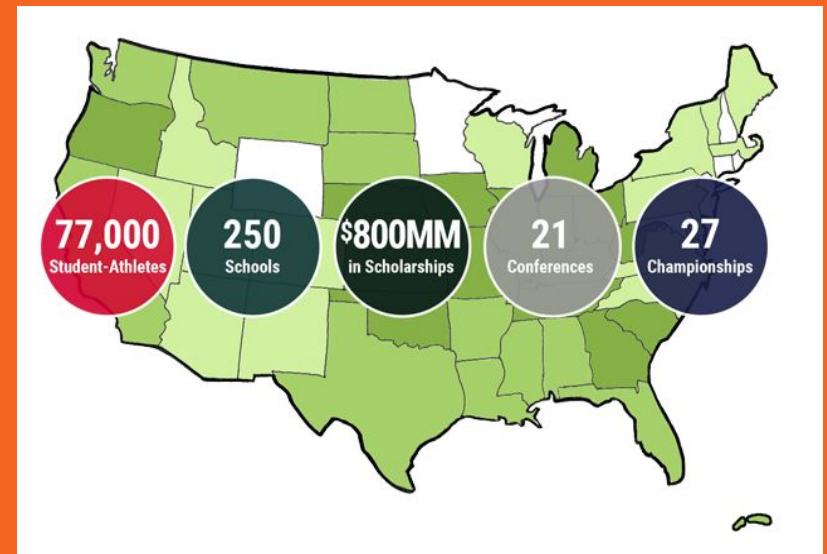 77,000
Student-Athletes
250
Schools
$800MM
in Scholarships
21
Conferences
27
Championships